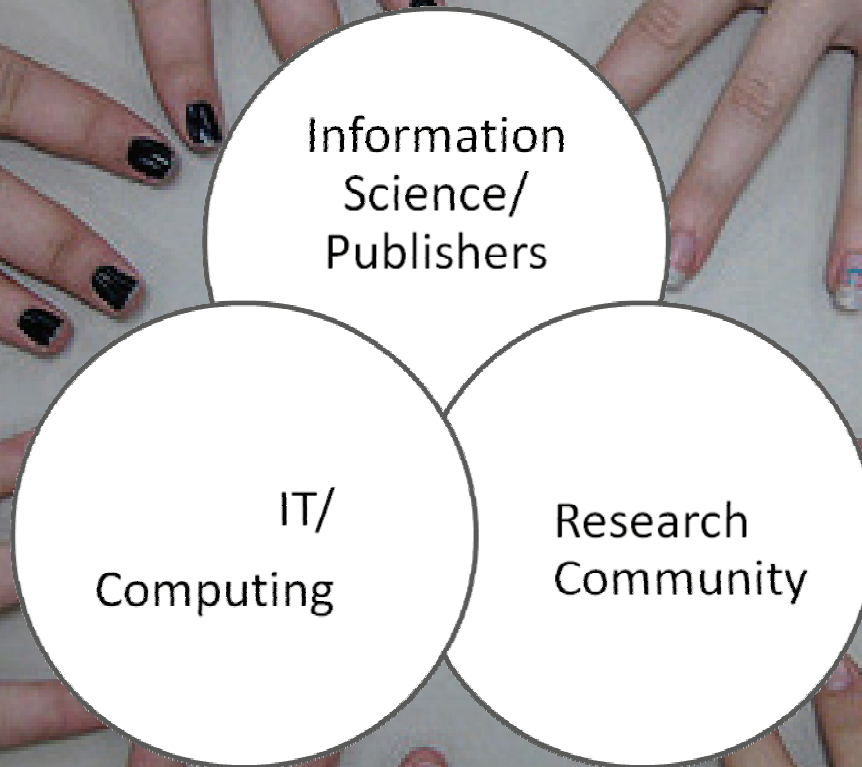 Information
Science/
Publishers
IT/
Computing
Research
Community